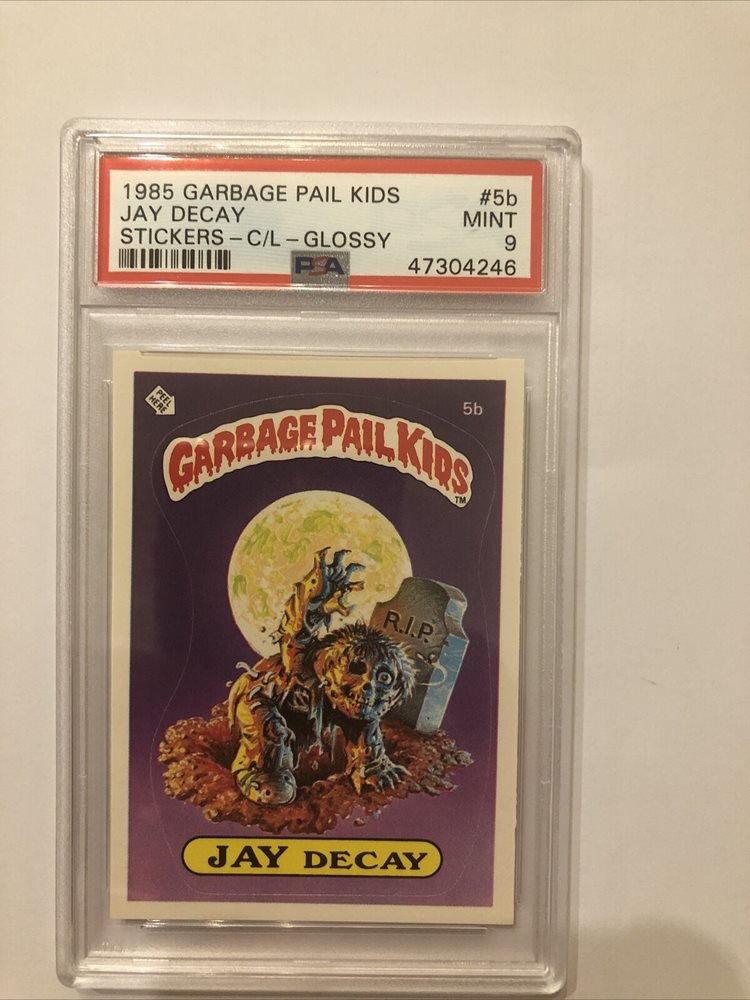 1985 GARBAGE PAIL KIDS #5b
JAY DECAY MINT
STICKERS – C/L – GLOSSY 9
PSA 47304246
PEEL HERE 5b
GARBAGE PAIL KIDS
TM
R.I.P.
JAY DECAY